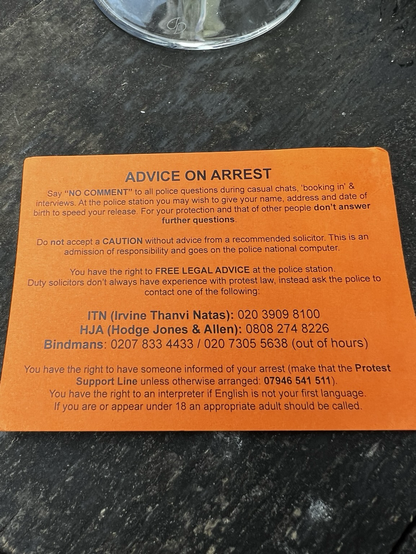 ADVICE ON ARREST
Say "NO COMMENT" to all police questions during casual chats, 'booking in' &
interviews. At the police station you may wish to give your name, address and date of
birth to speed your release. For your protection and that of other people don't answer
further questions.
Do not accept a CAUTION without advice from a recommended solicitor. This is an
admission of responsibility and goes on the police national computer.
You have the right to FREE LEGAL ADVICE at the police station.
Duty solicitors don't always have experience with protest law, instead ask the police to
contact one of the following:
ITN (Irvine Thanvi Natas): 020 3909 8100
HJA (Hodge Jones & Allen): 0808 274 8226
Bindmans: 0207 833 4433 / 020 7305 5638 (out of hours)
You have the right to have someone informed of your arrest (make that the Protest
Support Line unless otherwise arranged: 07946 541 511).
You have the right to an interpreter if English is not your first language.
If you are or appear under 18 an appropriate adult should be called.